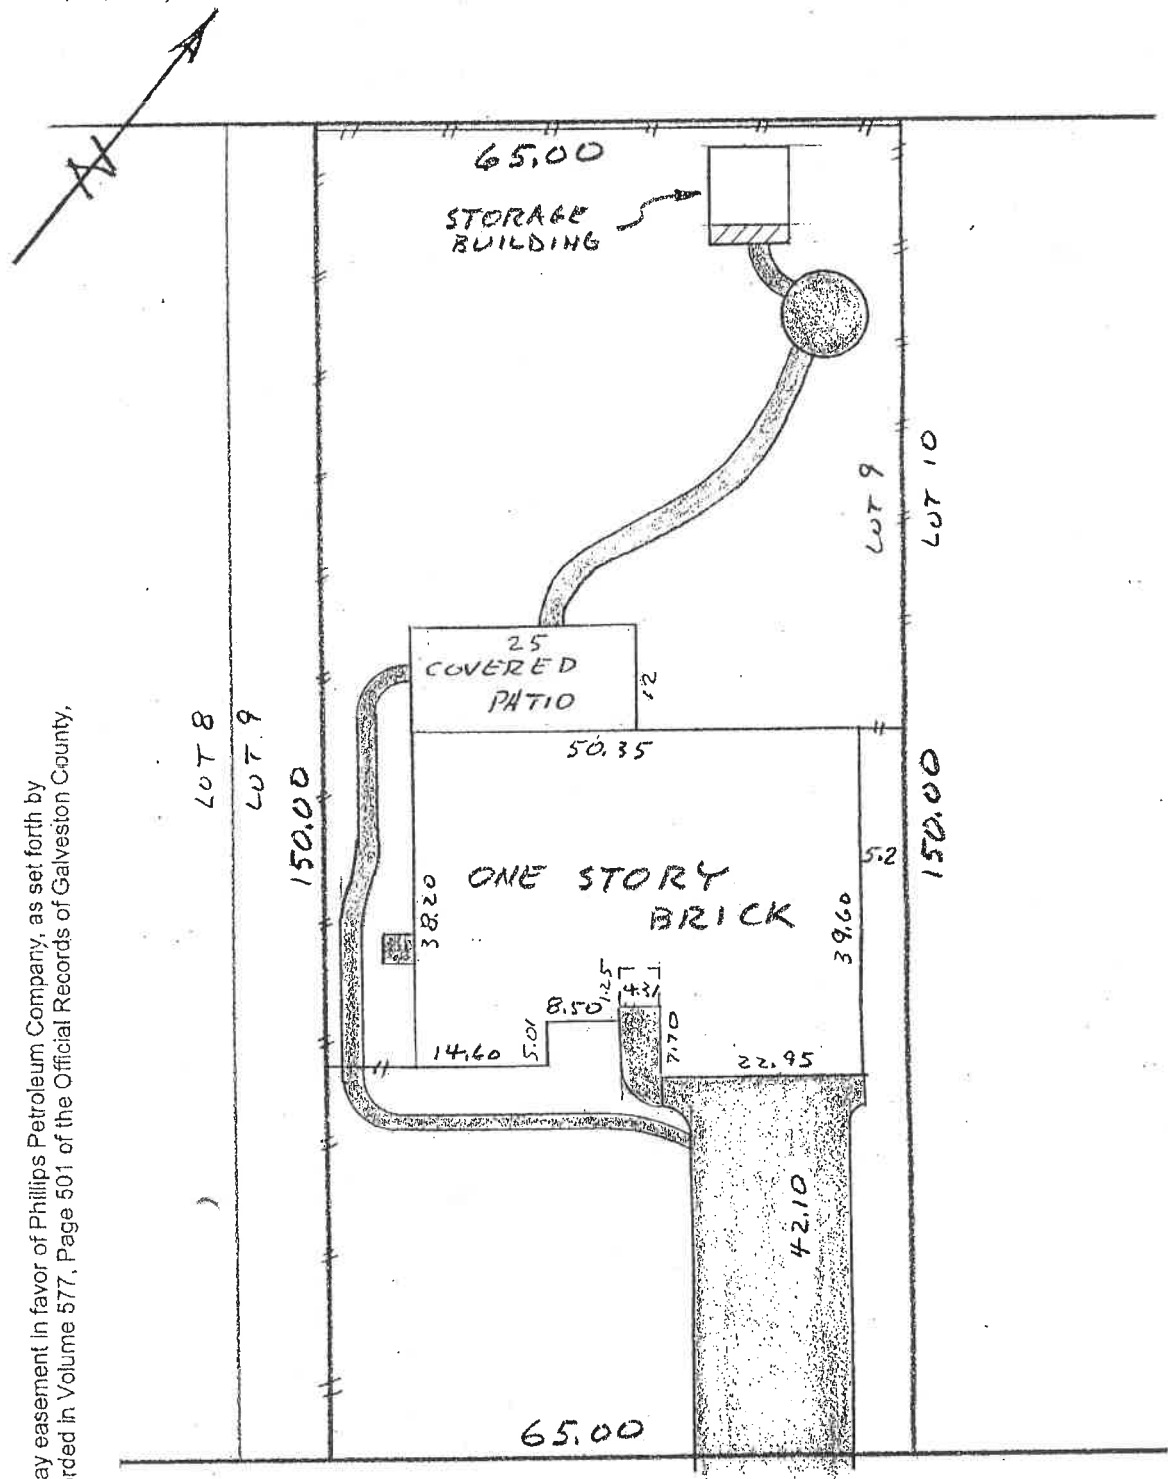 N
65.00
STORAGE
BUILDING
LOT 9
LOT 10
25
COVERED
PATIO
12
50.35
LOT 8
LOT 9
150.00
150.00
5.2
ONE STORY
BRICK
38.20
39.60
1.25
4.31
8.50
5.01
7.70
14.60
22.95
42.10
65.00
ay easement in favor of Phillips Petroleum Company, as set forth by
rded in Volume 577, Page 501 of the Official Records of Galveston County,